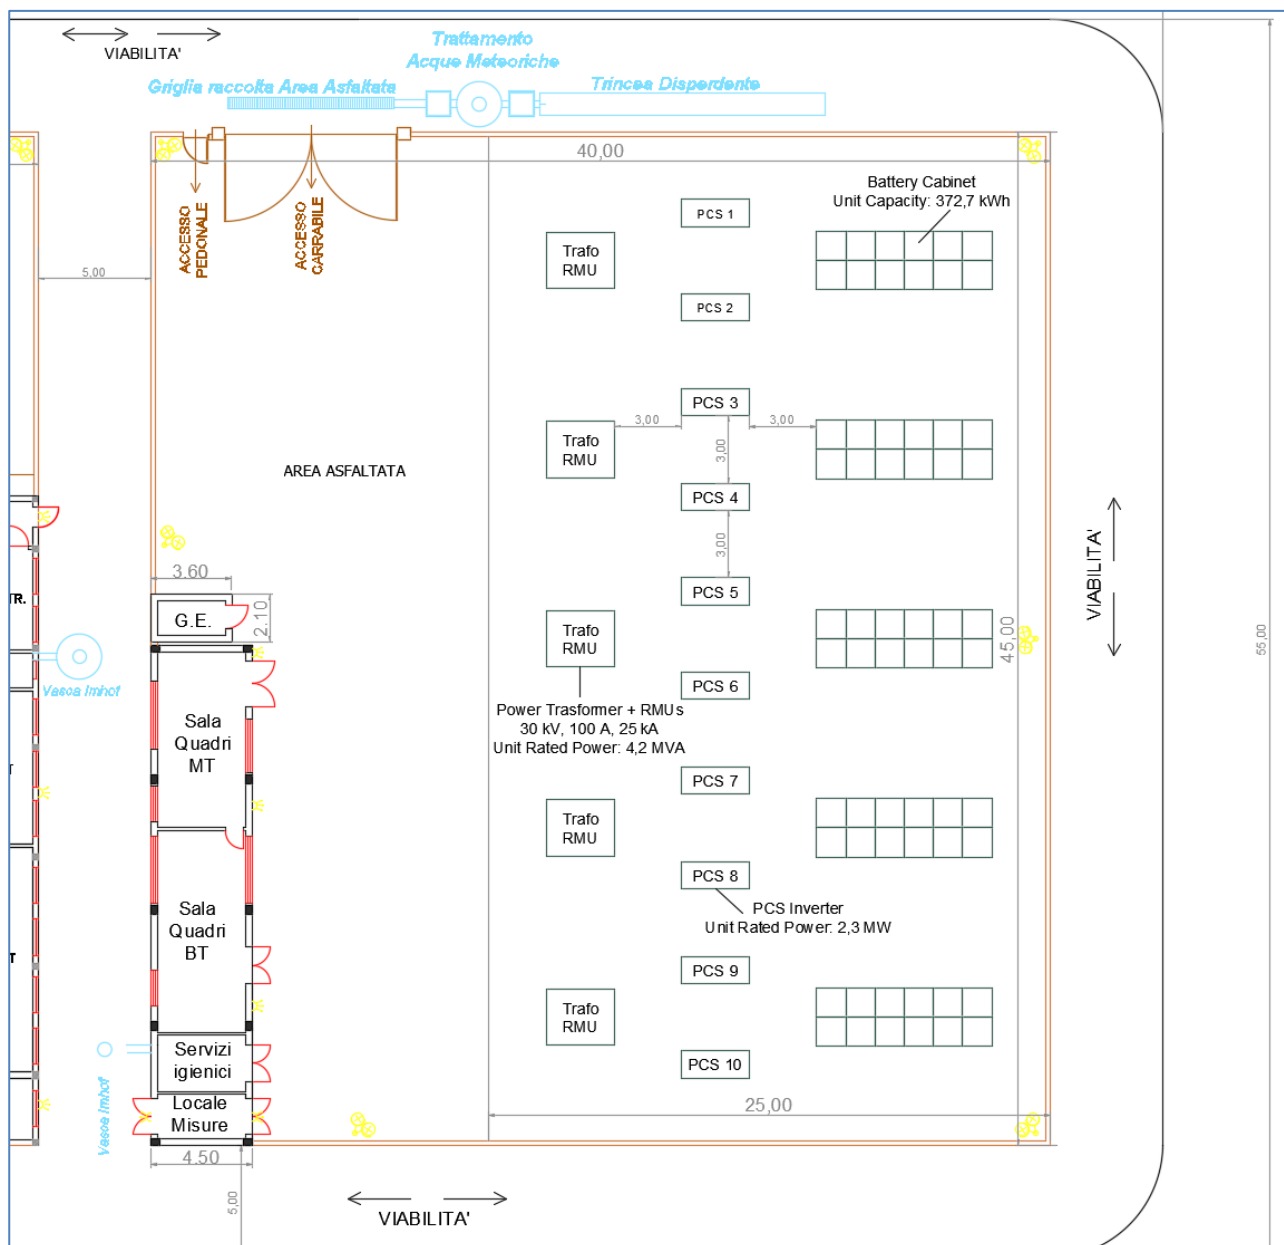 VIABILITA'
Trattamento
Acque Meteoriche
Griglia raccolta Area Asfaltata
Trincea Disperdente
40,00
ACCESSO
PEDONALE
ACCESSO
CARRABILE
Battery Cabinet
Unit Capacity: 372,7 kWh
PCS 1
Trafo
RMU
5,00
PCS 2
PCS 3
3,00
3,00
3,00
Trafo
RMU
AREA ASFALTATA
PCS 4
3,00
VIABILITA'
3.60
PCS 5
TR.
G.E.
2.10
Trafo
RMU
45,00
55,00
Vasca Imhof
PCS 6
Power Trasformer + RMUs
30 kV, 100 A, 25 kA
Unit Rated Power: 4,2 MVA
Sala
Quadri
MT
T
PCS 7
Trafo
RMU
PCS 8
PCS Inverter
Unit Rated Power: 2,3 MW
Sala
Quadri
BT
T
PCS 9
Trafo
RMU
Servizi
igienici
PCS 10
Vasca Imhof
Locale
Misure
25,00
4.50
5,00
VIABILITA'